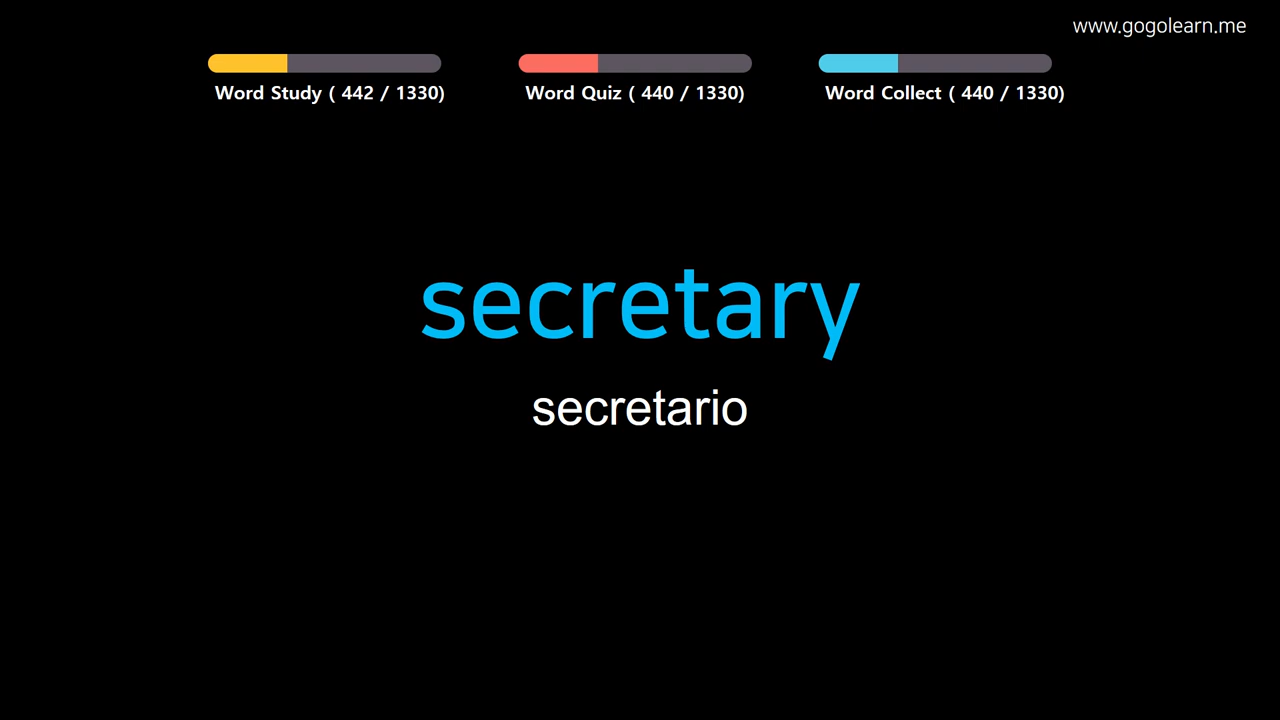 www.gogolearn.me
Word Study ( 442 / 1330)
Word Quiz ( 440 / 1330)
Word Collect ( 440 / 1330)
secretary
secretario